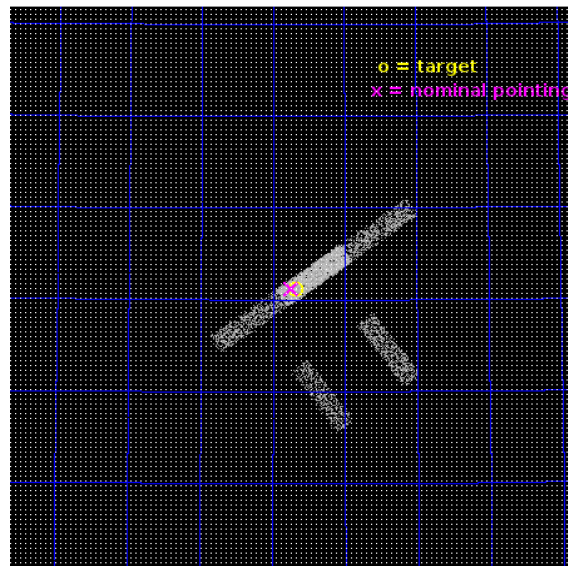 o = target
x = nominal pointing